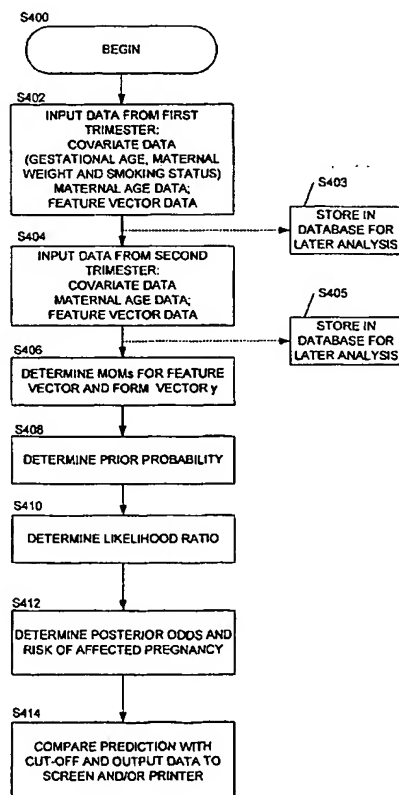 S400
BEGIN
S402
INPUT DATA FROM FIRST
TRIMESTER:
COVARIATE DATA
(GESTATIONAL AGE, MATERNAL
WEIGHT AND SMOKING STATUS)
MATERNAL AGE DATA;
FEATURE VECTOR DATA
S403
STORE IN
DATABASE FOR
LATER ANALYSIS
S404
INPUT DATA FROM SECOND
TRIMESTER:
COVARIATE DATA
MATERNAL AGE DATA;
FEATURE VECTOR DATA
S405
STORE IN
DATABASE FOR
LATER ANALYSIS
S406
DETERMINE MOMs FOR FEATURE
VECTOR AND FORM VECTOR y
S408
DETERMINE PRIOR PROBABILITY
S410
DETERMINE LIKELIHOOD RATIO
S412
DETERMINE POSTERIOR ODDS AND
RISK OF AFFECTED PREGNANCY
S414
COMPARE PREDICTION WITH
CUT-OFF AND OUTPUT DATA TO
SCREEN AND/OR PRINTER